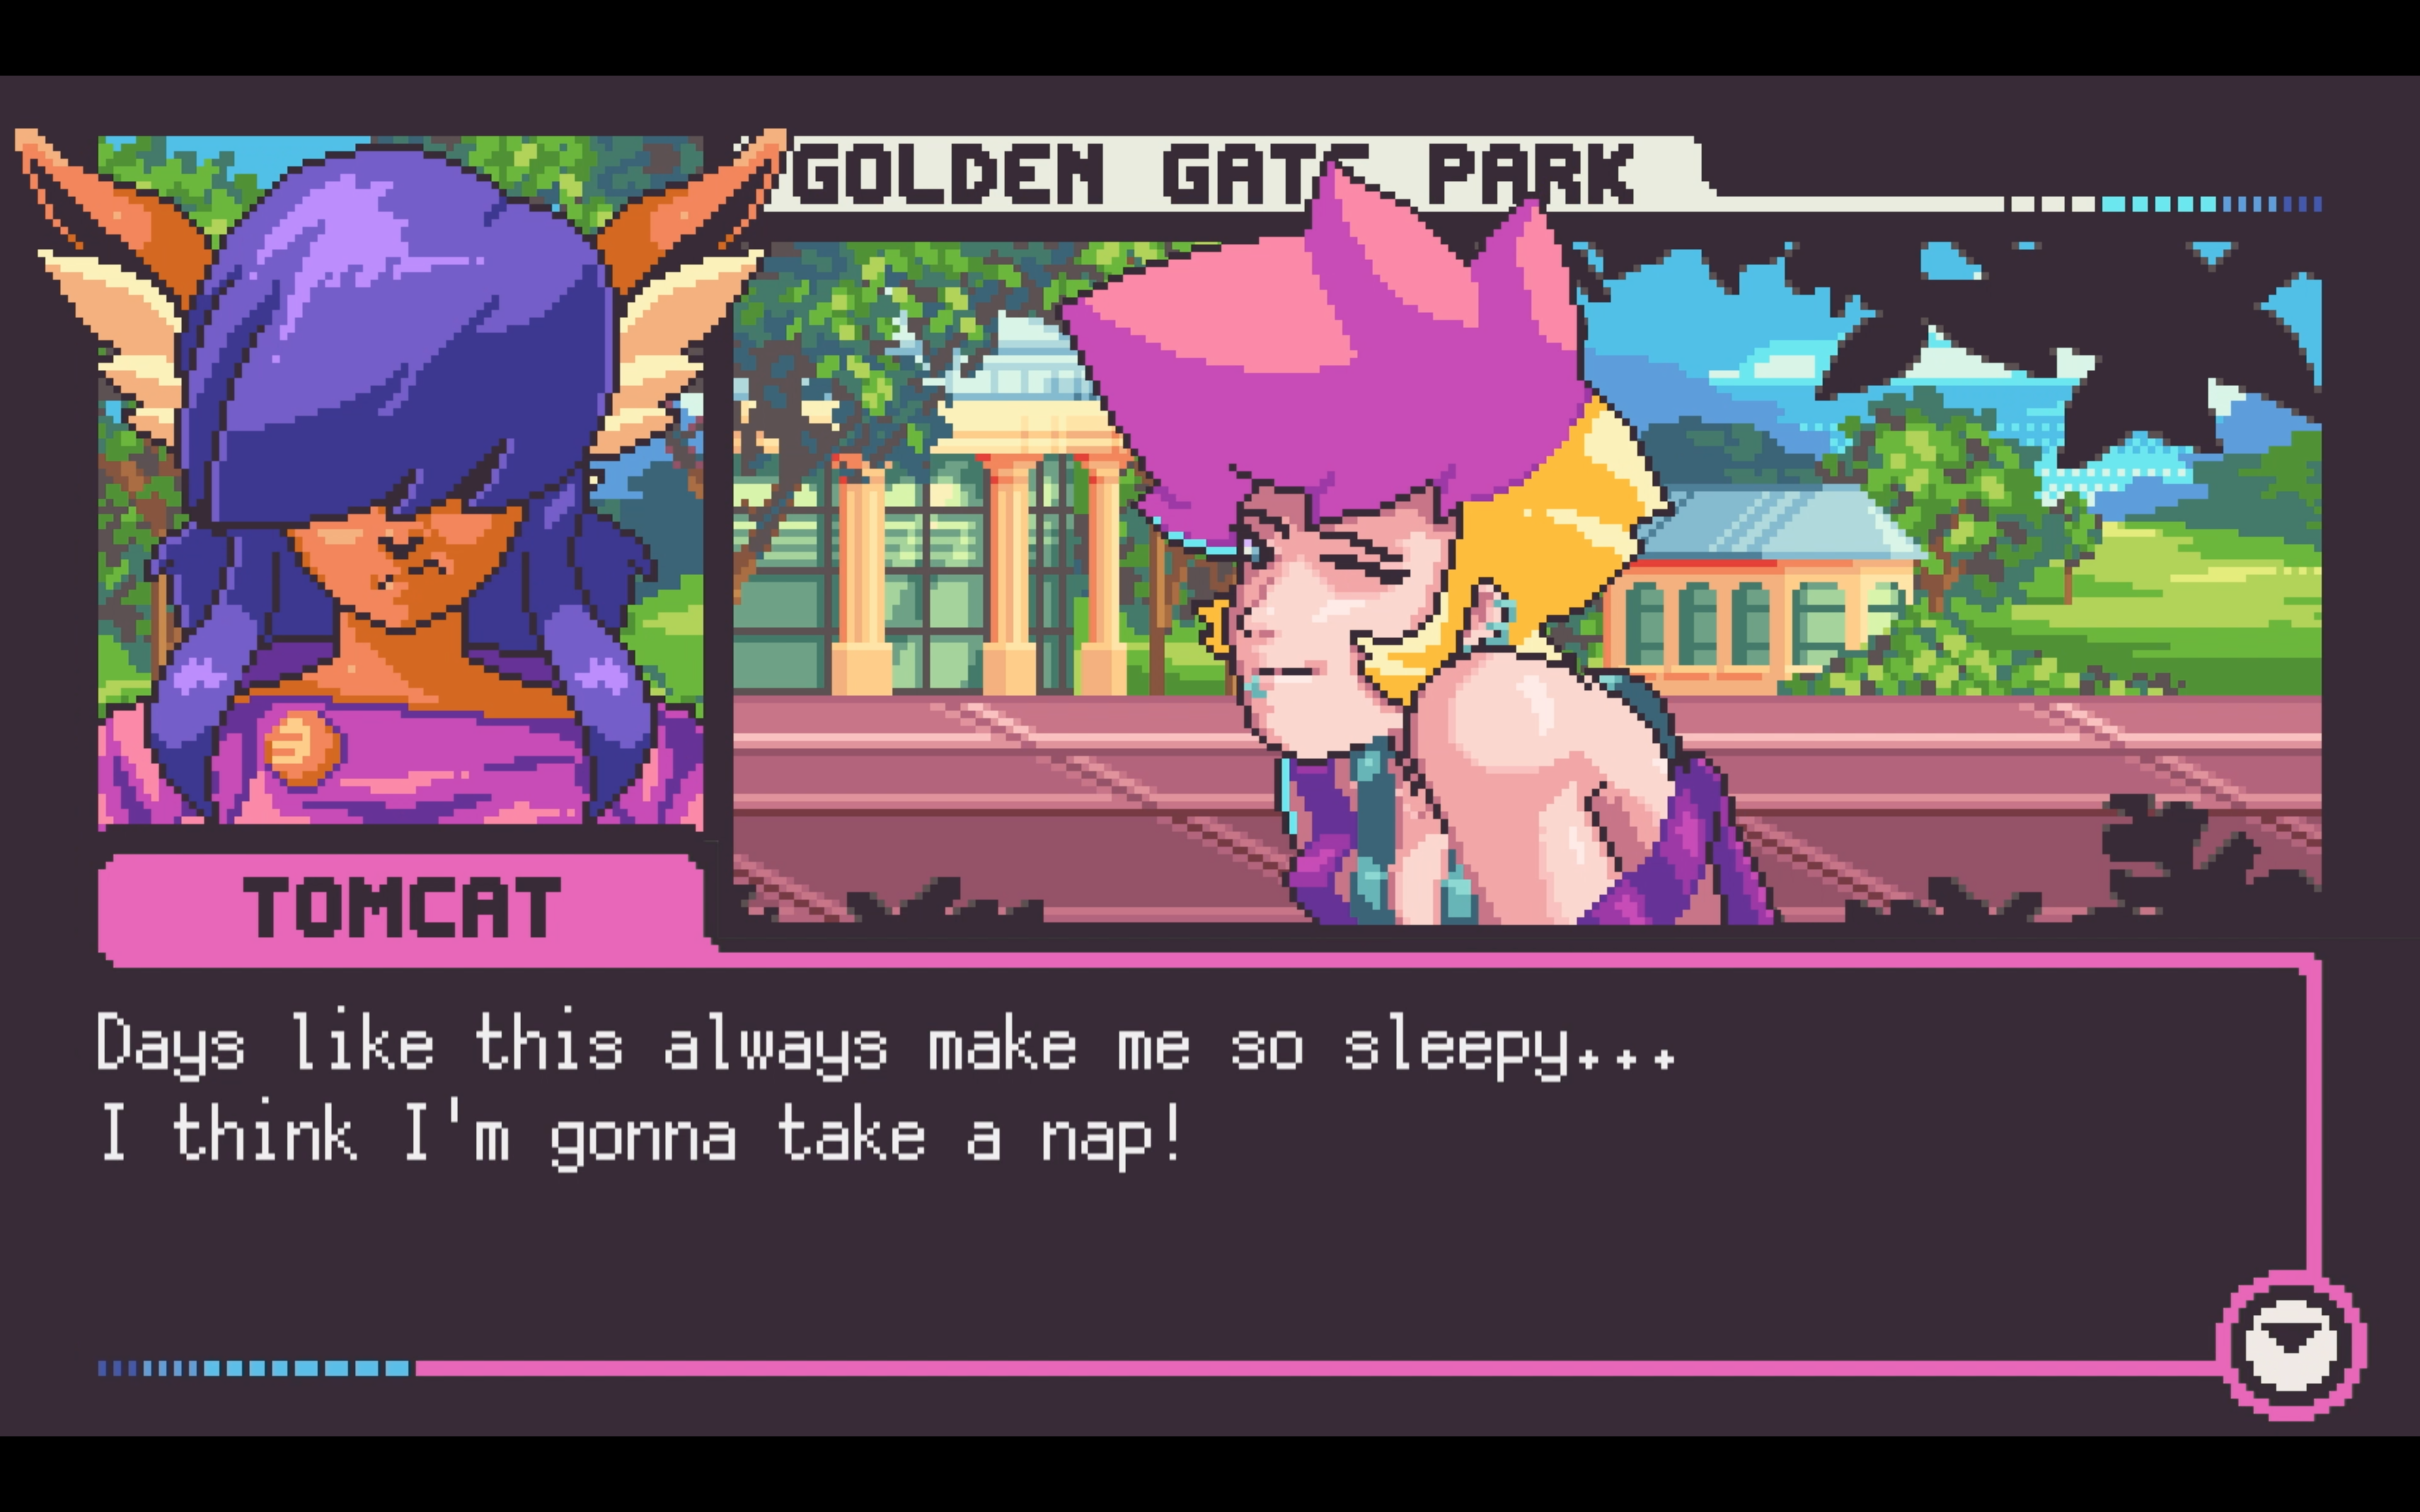 GOLDEN GATE PARK
TOMCAT
Days like this always make me so sleepy...
I think I'm gonna take a nap!